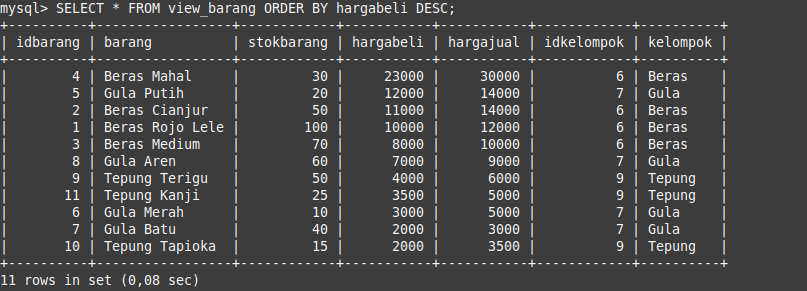 mysql> SELECT * FROM view_barang ORDER BY hargabeli DESC;
+----------+-----------------+------------+-----------+-----------+------------+----------+
| idbarang | barang          | stokbarang | hargabeli | hargajual | idkelompok | kelompok |
+----------+-----------------+------------+-----------+-----------+------------+----------+
|        4 | Beras Mahal     |         30 |     23000 |     30000 |          6 | Beras    |
|        5 | Gula Putih      |         20 |     12000 |     14000 |          7 | Gula     |
|        2 | Beras Cianjur   |         50 |     11000 |     14000 |          6 | Beras    |
|        1 | Beras Rojo Lele |        100 |     10000 |     12000 |          6 | Beras    |
|        3 | Beras Medium    |         70 |      8000 |     10000 |          6 | Beras    |
|        8 | Gula Aren       |         60 |      7000 |      9000 |          7 | Gula     |
|        9 | Tepung Terigu   |         50 |      4000 |      6000 |          9 | Tepung   |
|       11 | Tepung Kanji    |         25 |      3500 |      5000 |          9 | Tepung   |
|        6 | Gula Merah      |         10 |      3000 |      5000 |          7 | Gula     |
|        7 | Gula Batu       |         40 |      2000 |      3000 |          7 | Gula     |
|       10 | Tepung Tapioka  |         15 |      2000 |      3500 |          9 | Tepung   |
+----------+-----------------+------------+-----------+-----------+------------+----------+
11 rows in set (0,08 sec)